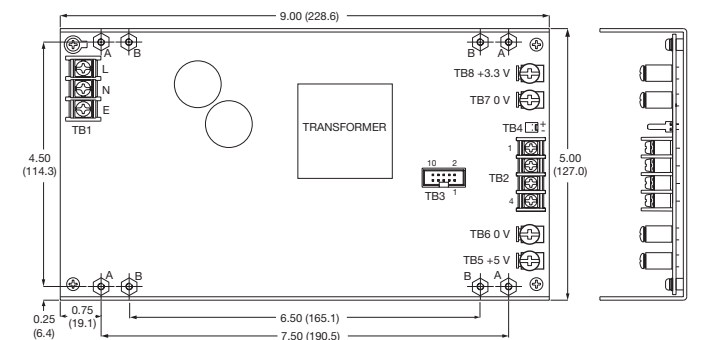 9.00 (228.6)
A B B A
L
N
E
TB1
TRANSFORMER
TB8 +3.3 V
TB7 0 V
TB4 + -
1
TB2
4
10 2
1
TB3
TB6 0 V
TB5 +5 V
4.50
(114.3)
5.00
(127.0)
A B B A
0.25
(6.4)
0.75
(19.1)
6.50 (165.1)
7.50 (190.5)